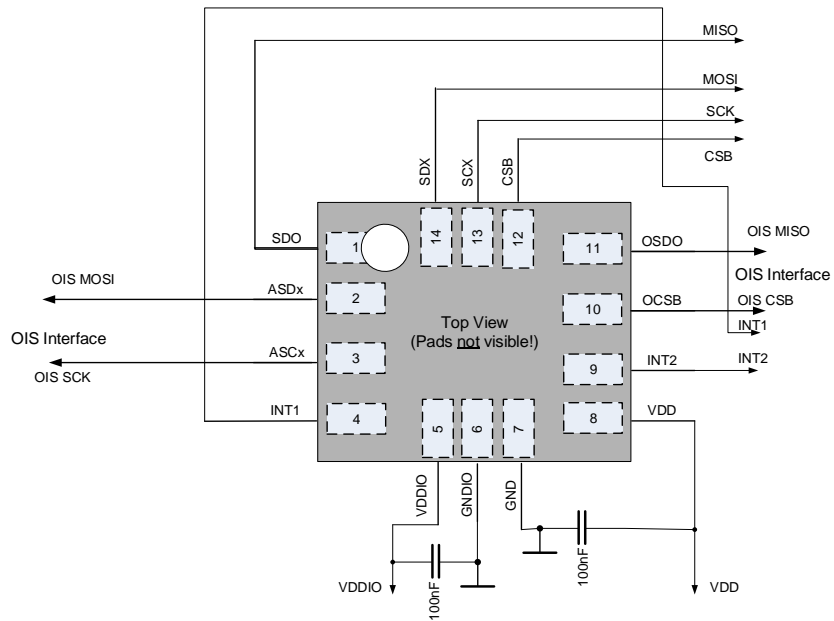 MISO
MOSI
SCK
CSB
SDX
SCX
CSB
SDO
1
14
13
12
11
OSDO
OIS MISO
OIS MOSI
ASDx
2
OIS Interface
10
OCSB
OIS CSB
Top View
(Pads not visible!)
INT1
OIS Interface
ASCx
3
OIS SCK
9
INT2
INT2
INT1
4
5
6
7
8
VDD
VDDIO
GNDIO
GND
VDDIO
100nF
100nF
VDD